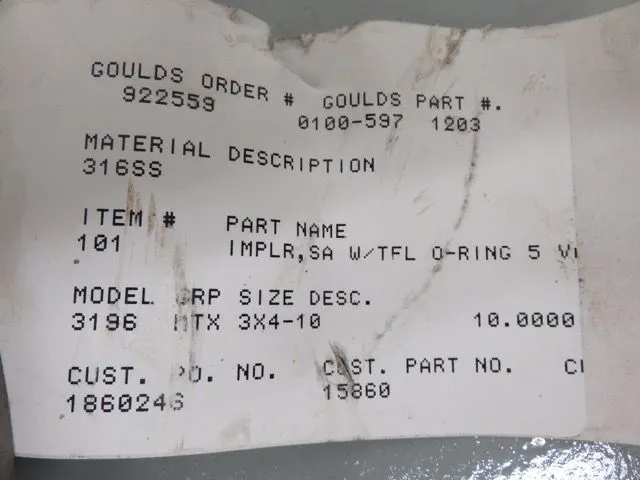 GOULDS ORDER # GOULDS PART #.
922559 0100-597 1203
MATERIAL DESCRIPTION
316SS
ITEM # PART NAME
101 IMPLR,SA W/TFL O-RING 5
MODEL GRP SIZE DESC.
3196 MTX 3X4-10 10.0000
CUST. PO. NO. CUST. PART NO.
1860246 15860